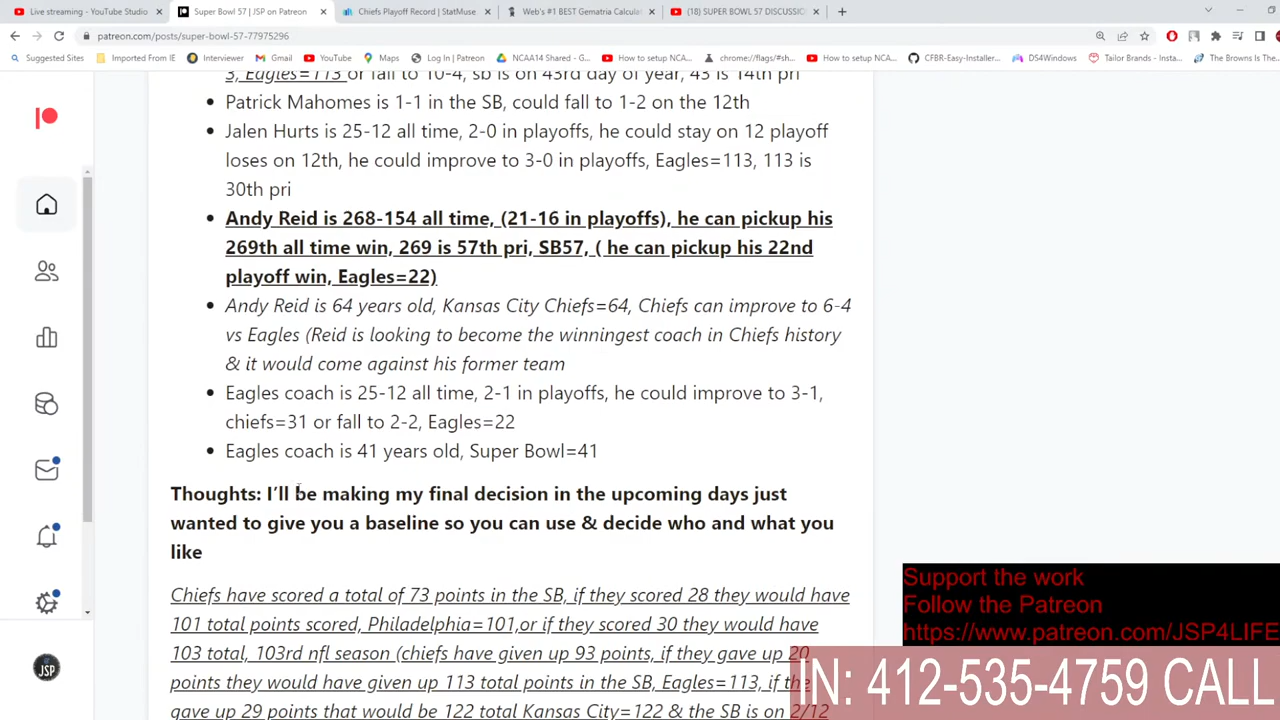 Live streaming - YouTube Studio
Super Bowl 57 | JSP on Patreon
Chiefs Playoff Record | StatMuse
Web's #1 BEST Gematria Calcula
(18) SUPER BOWL 57 DISCUSSIO
patreon.com/posts/super-bowl-57-77975296
Suggested Sites
Imported From IE
Interviewer
Gmail
YouTube
Maps
Log In | Patreon
NCAA14 Shared - G...
How to setup NCA...
chrome://flags/#sh...
How to setup NCA...
CFBR-Easy-Installer...
DS4Windows
Tailor Brands - Insta...
The Browns Is The...
3, Eagles=113 or fall to 10-4, sb is on 43rd day of year, 43 is 14th pri
• Patrick Mahomes is 1-1 in the SB, could fall to 1-2 on the 12th
• Jalen Hurts is 25-12 all time, 2-0 in playoffs, he could stay on 12 playoff
loses on 12th, he could improve to 3-0 in playoffs, Eagles=113, 113 is
30th pri
• Andy Reid is 268-154 all time, (21-16 in playoffs), he can pickup his
269th all time win, 269 is 57th pri, SB57, ( he can pickup his 22nd
playoff win, Eagles=22)
• Andy Reid is 64 years old, Kansas City Chiefs=64, Chiefs can improve to 6-4
vs Eagles (Reid is looking to become the winningest coach in Chiefs history
& it would come against his former team
• Eagles coach is 25-12 all time, 2-1 in playoffs, he could improve to 3-1,
chiefs=31 or fall to 2-2, Eagles=22
• Eagles coach is 41 years old, Super Bowl=41
Thoughts: I'll be making my final decision in the upcoming days just
wanted to give you a baseline so you can use & decide who and what you
like
Chiefs have scored a total of 73 points in the SB, if they scored 28 they would have
101 total points scored, Philadelphia=101,or if they scored 30 they would have
103 total, 103rd nfl season (chiefs have given up 93 points, if they gave up 20
points they would have given up 113 total points in the SB, Eagles=113, if the
gave up 29 points that would be 122 total Kansas City=122 & the SB is on 2/12
JSP
Support the work
Follow the Patreon
https://www.patreon.com/JSP4LIFE
IN: 412-535-4759 CALL